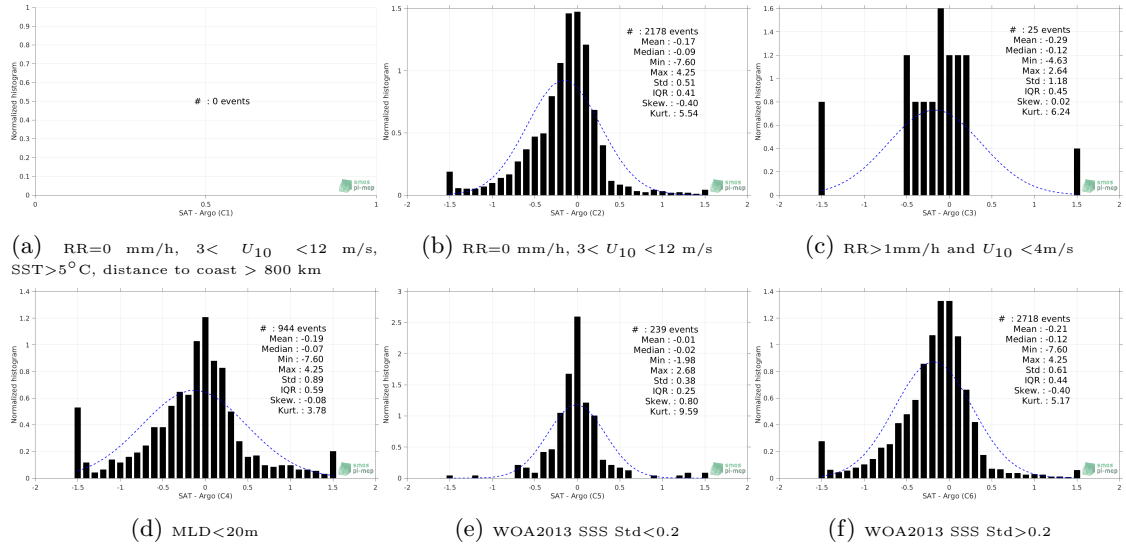 Normalized histogram
1
0.9
0.8
0.7
0.6
0.5
0.4
0.3
0.2
0.1
0
0
0.5
1
# : 0 events
smos
pi-mep
SAT - Argo (C1)
(a) RR=0 mm/h, 3< U10 <12 m/s,
SST>5°C, distance to coast > 800 km
Normalized histogram
1.5
1
0.5
0
-2
-1.5
-1
-0.5
0
0.5
1
1.5
2
# : 2178 events
Mean : -0.17
Median : -0.09
Min : -7.60
Max : 4.25
Std : 0.51
IQR : 0.41
Skew. : -0.40
Kurt. : 5.54
smos
pi-mep
SAT - Argo (C2)
(b) RR=0 mm/h, 3< U10 <12 m/s
Normalized histogram
1.6
1.4
1.2
1
0.8
0.6
0.4
0.2
0
-2
-1.5
-1
-0.5
0
0.5
1
1.5
2
# : 25 events
Mean : -0.29
Median : -0.12
Min : -4.63
Max : 2.64
Std : 1.18
IQR : 0.45
Skew. : 0.02
Kurt. : 6.24
smos
pi-mep
SAT - Argo (C3)
(c) RR>1mm/h and U10 <4m/s
Normalized histogram
1.4
1.2
1
0.8
0.6
0.4
0.2
0
-2
-1.5
-1
-0.5
0
0.5
1
1.5
2
# : 944 events
Mean : -0.19
Median : -0.07
Min : -7.60
Max : 4.25
Std : 0.89
IQR : 0.59
Skew. : -0.08
Kurt. : 3.78
smos
pi-mep
SAT - Argo (C4)
(d) MLD<20m
Normalized histogram
3
2.5
2
1.5
1
0.5
0
-2
-1.5
-1
-0.5
0
0.5
1
1.5
2
# : 239 events
Mean : -0.01
Median : -0.02
Min : -1.98
Max : 2.68
Std : 0.38
IQR : 0.25
Skew. : 0.80
Kurt. : 9.59
smos
pi-mep
SAT - Argo (C5)
(e) WOA2013 SSS Std<0.2
Normalized histogram
1.4
1.2
1
0.8
0.6
0.4
0.2
0
-2
-1.5
-1
-0.5
0
0.5
1
1.5
2
# : 2718 events
Mean : -0.21
Median : -0.12
Min : -7.60
Max : 4.25
Std : 0.61
IQR : 0.44
Skew. : -0.40
Kurt. : 5.17
smos
pi-mep
SAT - Argo (C6)
(f) WOA2013 SSS Std>0.2